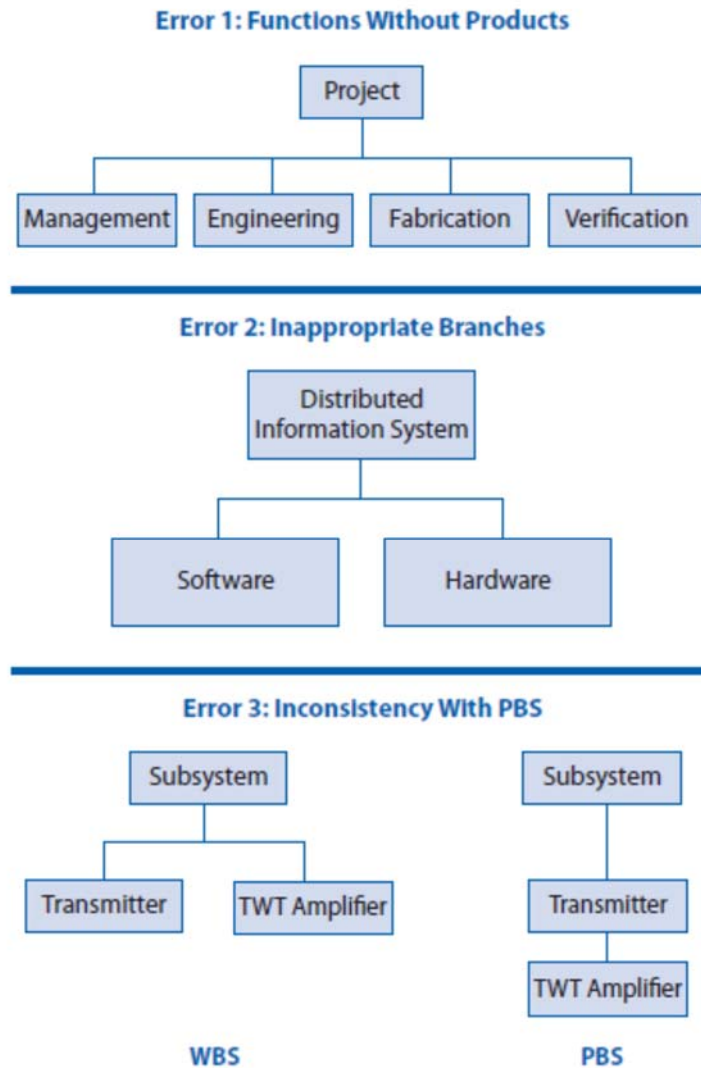 Error 1: Functions Without Products
Project
Management
Engineering
Fabrication
Verification
Error 2: Inappropriate Branches
Distributed
Information System
Software
Hardware
Error 3: Inconsistency With PBS
Subsystem
Subsystem
Transmitter
TWT Amplifier
Transmitter
TWT Amplifier
WBS
PBS